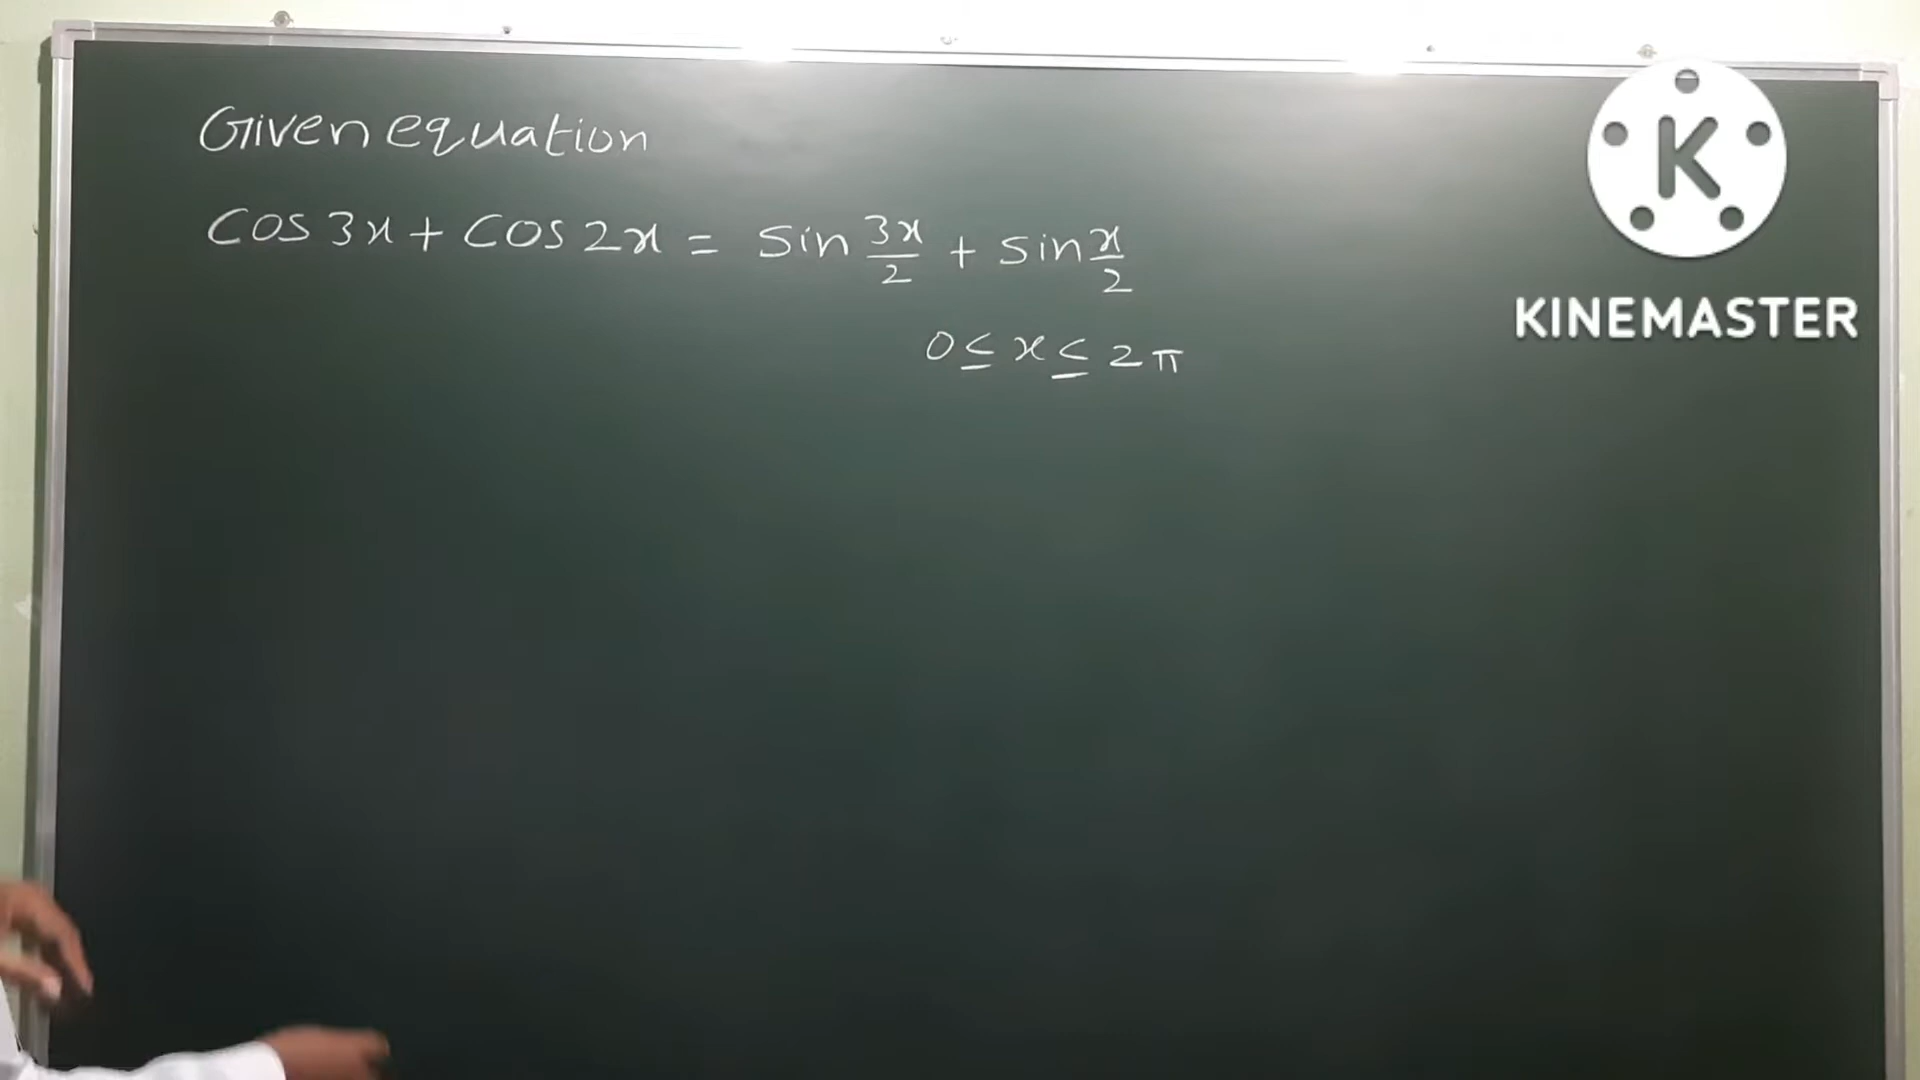 Given equation
cos 3x + cos 2x = sin 3x/2 + sin x/2
0 ≤ x ≤ 2π
K
KINEMASTER